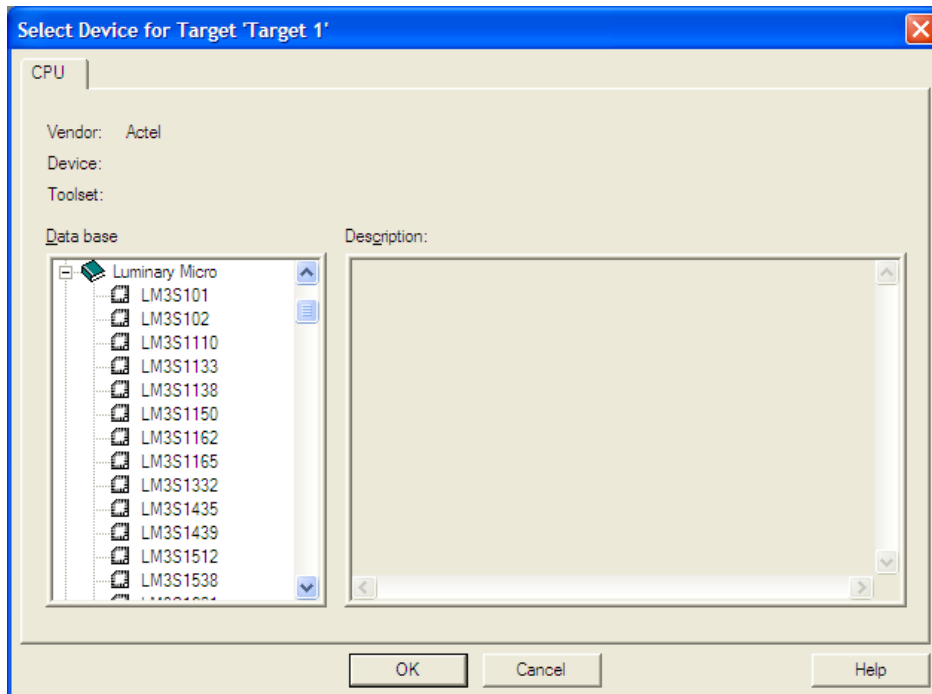 Select Device for Target 'Target 1'
CPU
Vendor: Actel
Device:
Toolset:
Data base
Description:
Luminary Micro
LM3S101
LM3S102
LM3S1110
LM3S1133
LM3S1138
LM3S1150
LM3S1162
LM3S1165
LM3S1332
LM3S1435
LM3S1439
LM3S1512
LM3S1538
OK Cancel Help